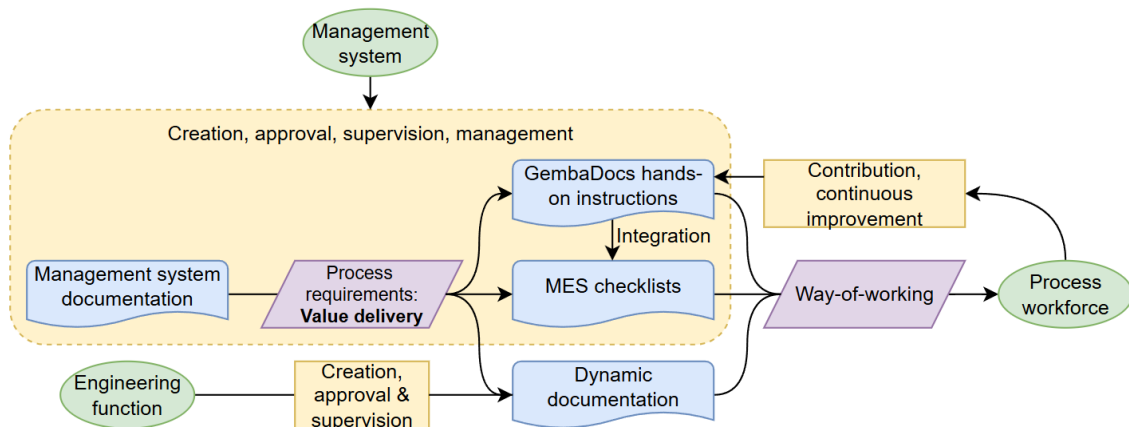 Management
system
Creation, approval, supervision, management
GembaDocs hands-
on instructions
Contribution,
continuous
improvement
Integration
Management system
documentation
Process
requirements:
Value delivery
MES checklists
Way-of-working
Process
workforce
Engineering
function
Creation,
approval &
supervision
Dynamic
documentation